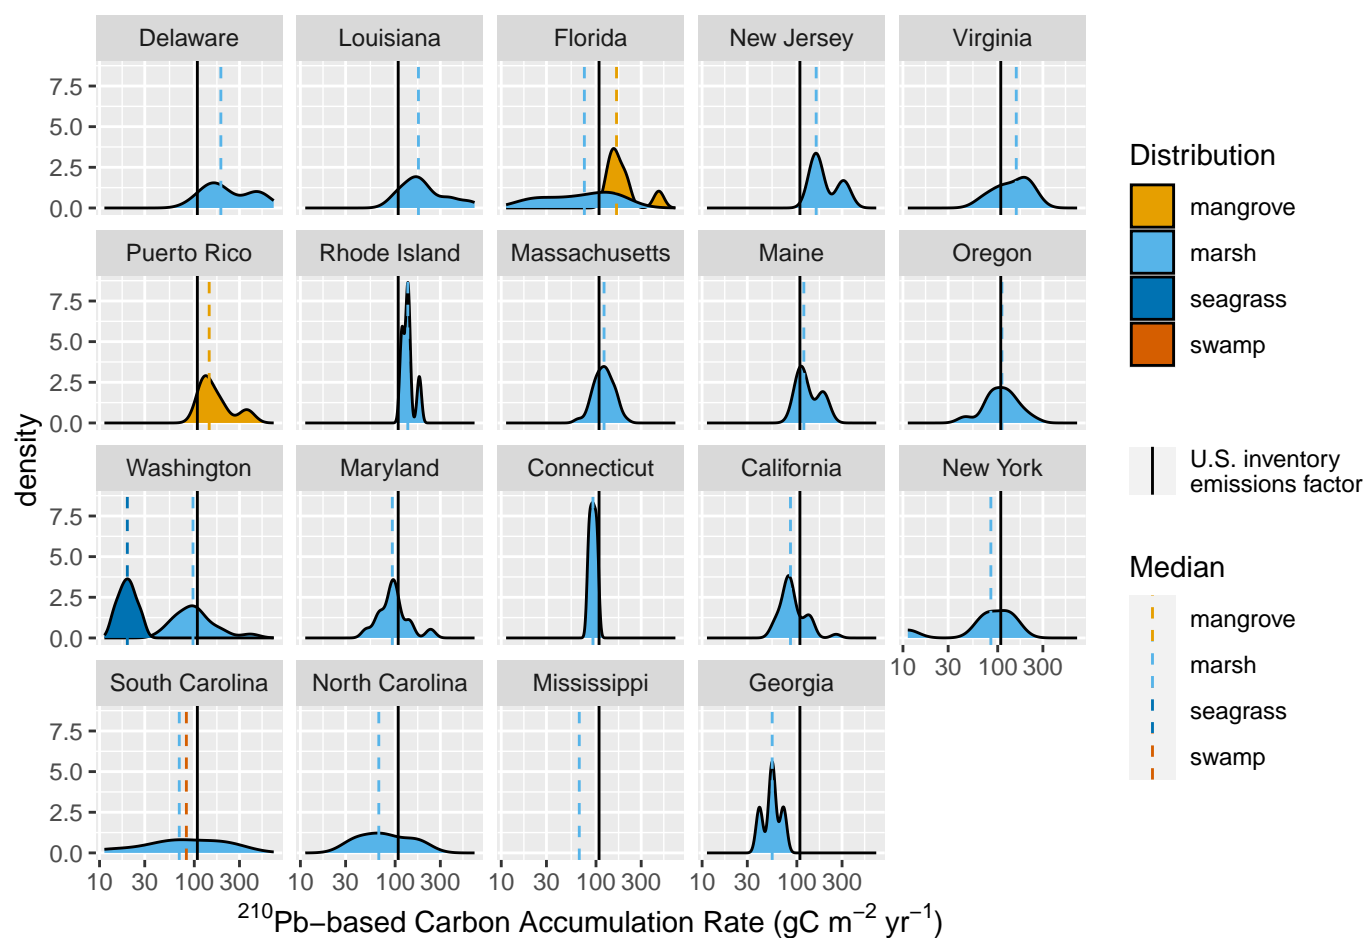 Delaware Louisiana Florida New Jersey Virginia
7.5
5.0
2.5
0.0
Puerto Rico Rhode Island Massachusetts Maine Oregon
7.5
5.0
2.5
0.0
Washington Maryland Connecticut California New York
7.5
5.0
2.5
0.0
10 30 100 300
South Carolina North Carolina Mississippi Georgia
7.5
5.0
2.5
0.0
10 30 100 300 10 30 100 300 10 30 100 300 10 30 100 300
density
²¹⁰Pb−based Carbon Accumulation Rate (gC m⁻² yr⁻¹)
Distribution
mangrove
marsh
seagrass
swamp
U.S. inventory
emissions factor
Median
mangrove
marsh
seagrass
swamp